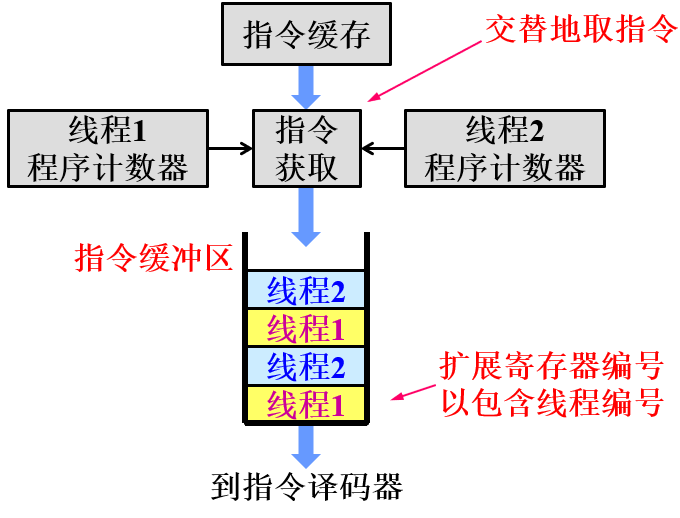 指令缓存
交替地取指令
线程1
程序计数器
指令
获取
线程2
程序计数器
指令缓冲区
线程2
线程1
线程2
线程1
扩展寄存器编号
以包含线程编号
到指令译码器